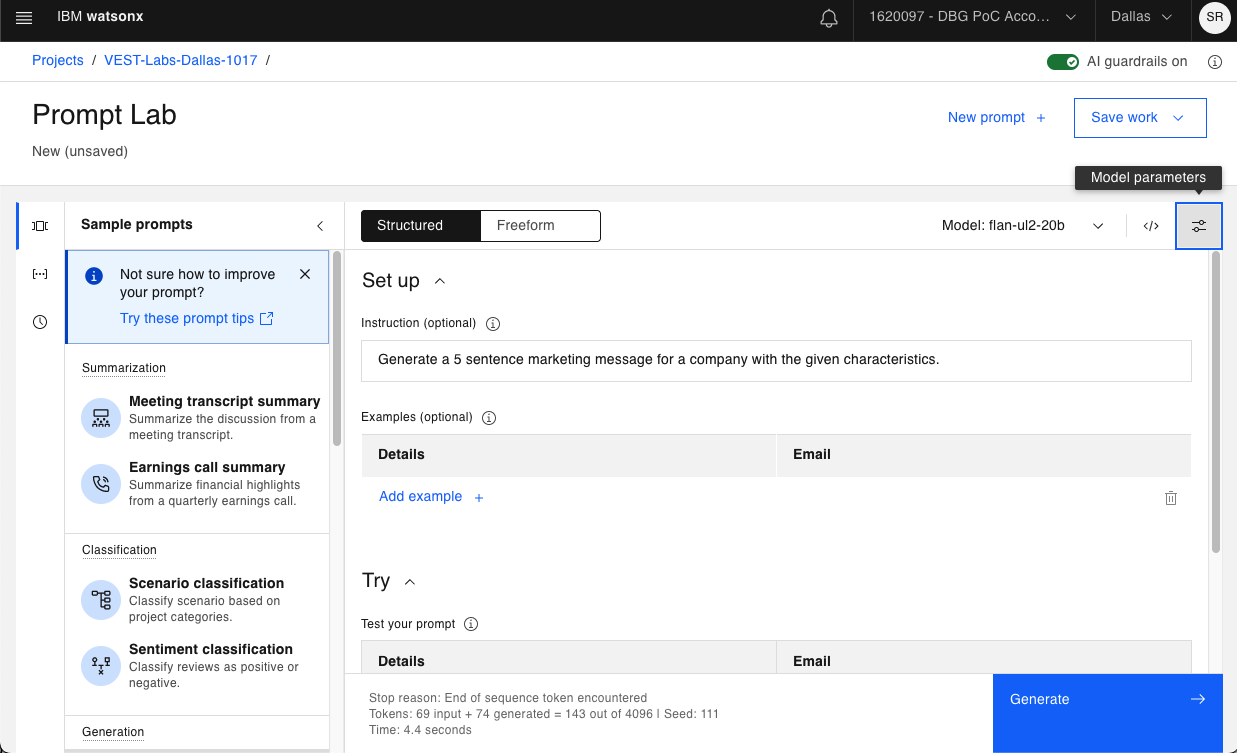 IBM watsonx
1620097 - DBG PoC Acco...
Dallas
SR
Projects / VEST-Labs-Dallas-1017 /
AI guardrails on
Prompt Lab
New prompt +
Save work
New (unsaved)
Model parameters
Sample prompts
Structured
Freeform
Model: flan-ul2-20b
</>
Not sure how to improve
your prompt?
Try these prompt tips
Summarization
Meeting transcript summary
Summarize the discussion from a
meeting transcript.
Earnings call summary
Summarize financial highlights
from a quarterly earnings call.
Classification
Scenario classification
Classify scenario based on
project categories.
Sentiment classification
Classify reviews as positive or
negative.
Generation
Set up
Instruction (optional)
Generate a 5 sentence marketing message for a company with the given characteristics.
Examples (optional)
Details
Email
Add example +
Try
Test your prompt
Details
Email
Stop reason: End of sequence token encountered
Tokens: 69 input + 74 generated = 143 out of 4096 | Seed: 111
Time: 4.4 seconds
Generate